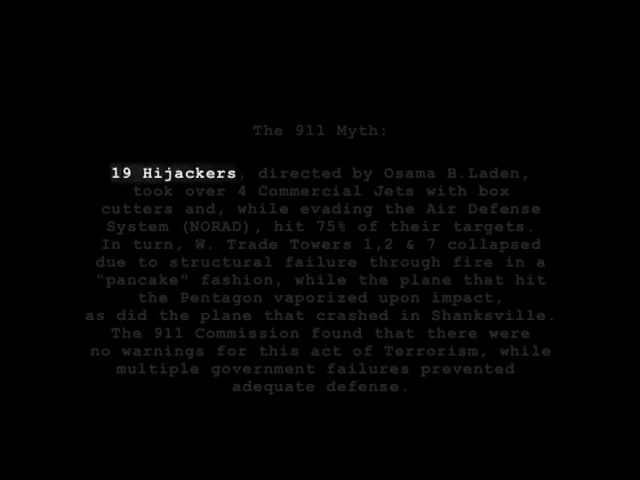 The 911 Myth:
19 Hijackers, directed by Osama B.Laden,
took over 4 Commercial Jets with box
cutters and, while evading the Air Defense
System (NORAD), hit 75% of their targets.
In turn, W. Trade Towers 1,2 & 7 collapsed
due to structural failure through fire in a
"pancake" fashion, while the plane that hit
the Pentagon vaporized upon impact,
as did the plane that crashed in Shanksville.
The 911 Commission found that there were
no warnings for this act of Terrorism, while
multiple government failures prevented
adequate defense.